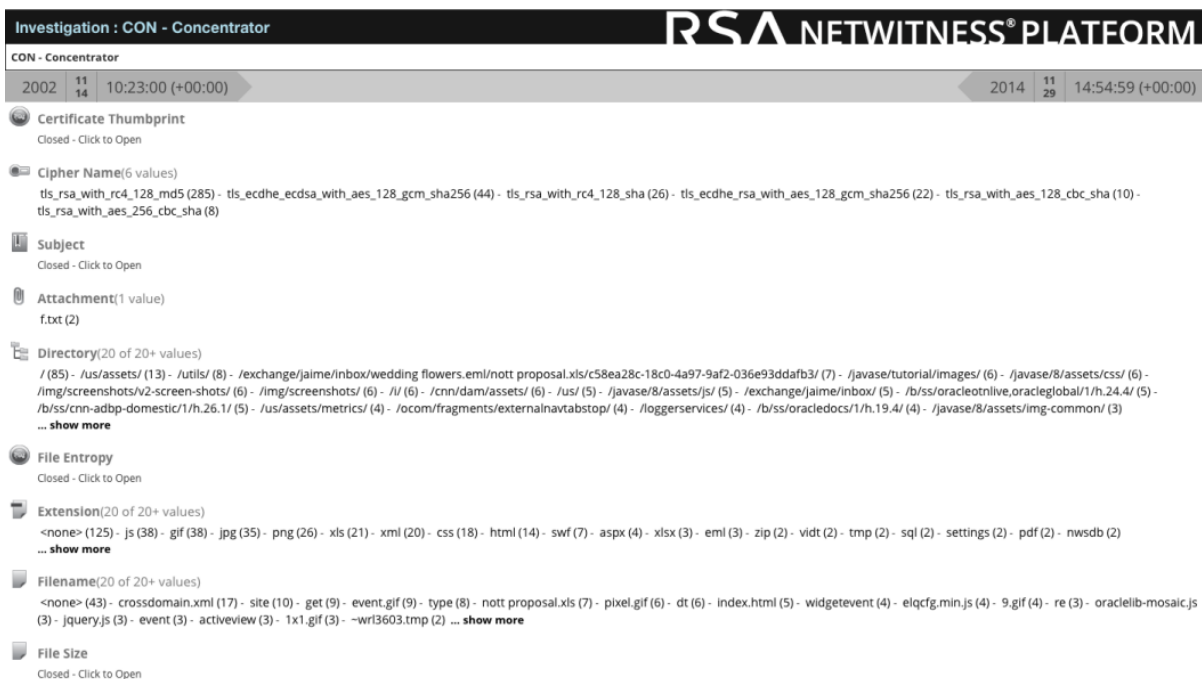 Investigation : CON - Concentrator
RSA NETWITNESS® PLATFORM
CON - Concentrator
2002 11 14 10:23:00 (+00:00) 2014 11 29 14:54:59 (+00:00)
Certificate Thumbprint
Closed - Click to Open
Cipher Name(6 values)
tls_rsa_with_rc4_128_md5 (285) - tls_ecdhe_ecdsa_with_aes_128_gcm_sha256 (44) - tls_rsa_with_rc4_128_sha (26) - tls_ecdhe_rsa_with_aes_128_gcm_sha256 (22) - tls_rsa_with_aes_128_cbc_sha (10) -
tls_rsa_with_aes_256_cbc_sha (8)
Subject
Closed - Click to Open
Attachment(1 value)
f.txt (2)
Directory(20 of 20+ values)
/ (85) - /us/assets/ (13) - /utils/ (8) - /exchange/jaime/inbox/wedding flowers.eml/nott proposal.xls/c58ea28c-18c0-4a97-9af2-036e93ddafb3/ (7) - /javase/tutorial/images/ (6) - /javase/8/assets/css/ (6) -
/img/screenshots/v2-screen-shots/ (6) - /img/screenshots/ (6) - /i/ (6) - /cnn/dam/assets/ (6) - /us/ (5) - /javase/8/assets/js/ (5) - /exchange/jaime/inbox/ (5) - /b/ss/oracleotnlive,oracleglobal/1/h.24.4/ (5) -
/b/ss/cnn-adbp-domestic/1/h.26.1/ (5) - /us/assets/metrics/ (4) - /ocom/fragments/externalnavtabstop/ (4) - /loggerservices/ (4) - /b/ss/oracledocs/1/h.19.4/ (4) - /javase/8/assets/img-common/ (3)
... show more
File Entropy
Closed - Click to Open
Extension(20 of 20+ values)
<none> (125) - js (38) - gif (38) - jpg (35) - png (26) - xls (21) - xml (20) - css (18) - html (14) - swf (7) - aspx (4) - xlsx (3) - eml (3) - zip (2) - vidt (2) - tmp (2) - sql (2) - settings (2) - pdf (2) - nwsdb (2)
... show more
Filename(20 of 20+ values)
<none> (43) - crossdomain.xml (17) - site (10) - get (9) - event.gif (9) - type (8) - nott proposal.xls (7) - pixel.gif (6) - dt (6) - index.html (5) - widgetevent (4) - elqcfg.min.js (4) - 9.gif (4) - re (3) - oraclelib-mosaic.js
(3) - jquery.js (3) - event (3) - activeview (3) - 1x1.gif (3) - ~wrl3603.tmp (2) ... show more
File Size
Closed - Click to Open